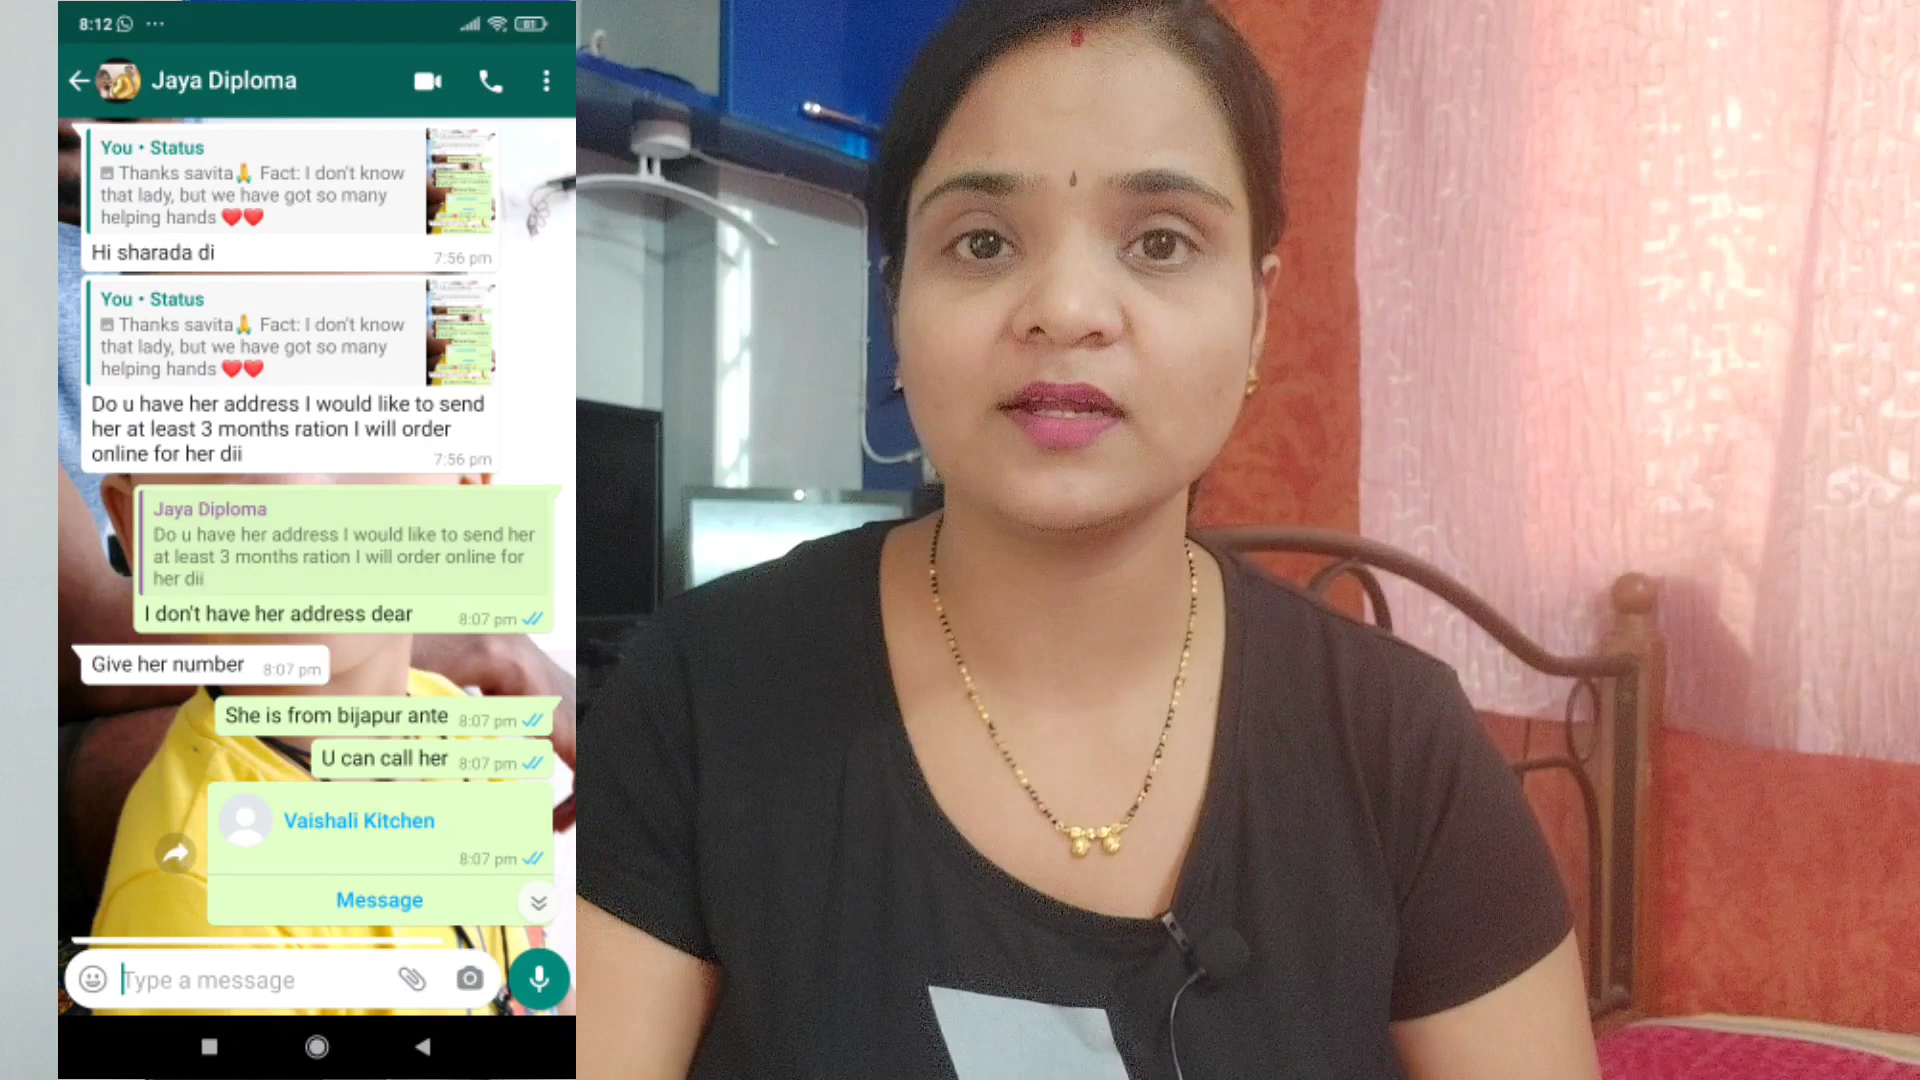 8:12
81
Jaya Diploma
You • Status
Thanks savita🙏 Fact: I don't know
that lady, but we have got so many
helping hands ❤️❤️
Hi sharada di
7:56 pm
You • Status
Thanks savita🙏 Fact: I don't know
that lady, but we have got so many
helping hands ❤️❤️
Do u have her address I would like to send
her at least 3 months ration I will order
online for her dii
7:56 pm
Jaya Diploma
Do u have her address I would like to send her
at least 3 months ration I will order online for
her dii
I don't have her address dear
8:07 pm
Give her number
8:07 pm
She is from bijapur ante
8:07 pm
U can call her
8:07 pm
Vaishali Kitchen
8:07 pm
Message
Type a message